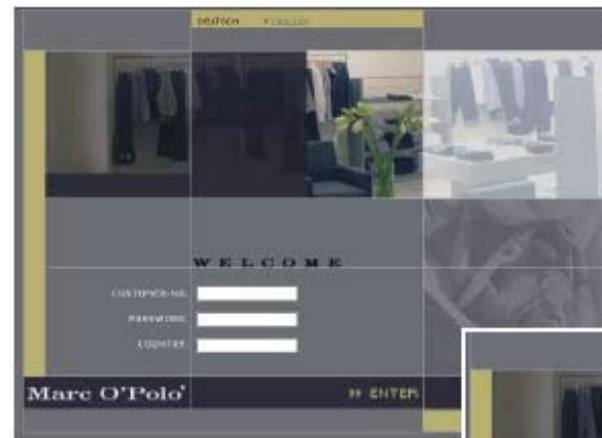 DEUTSCH ENGLISH
WELCOME
CUSTOMER-NO.
PASSWORD
COUNTRY
Marc O'Polo® >> ENTER